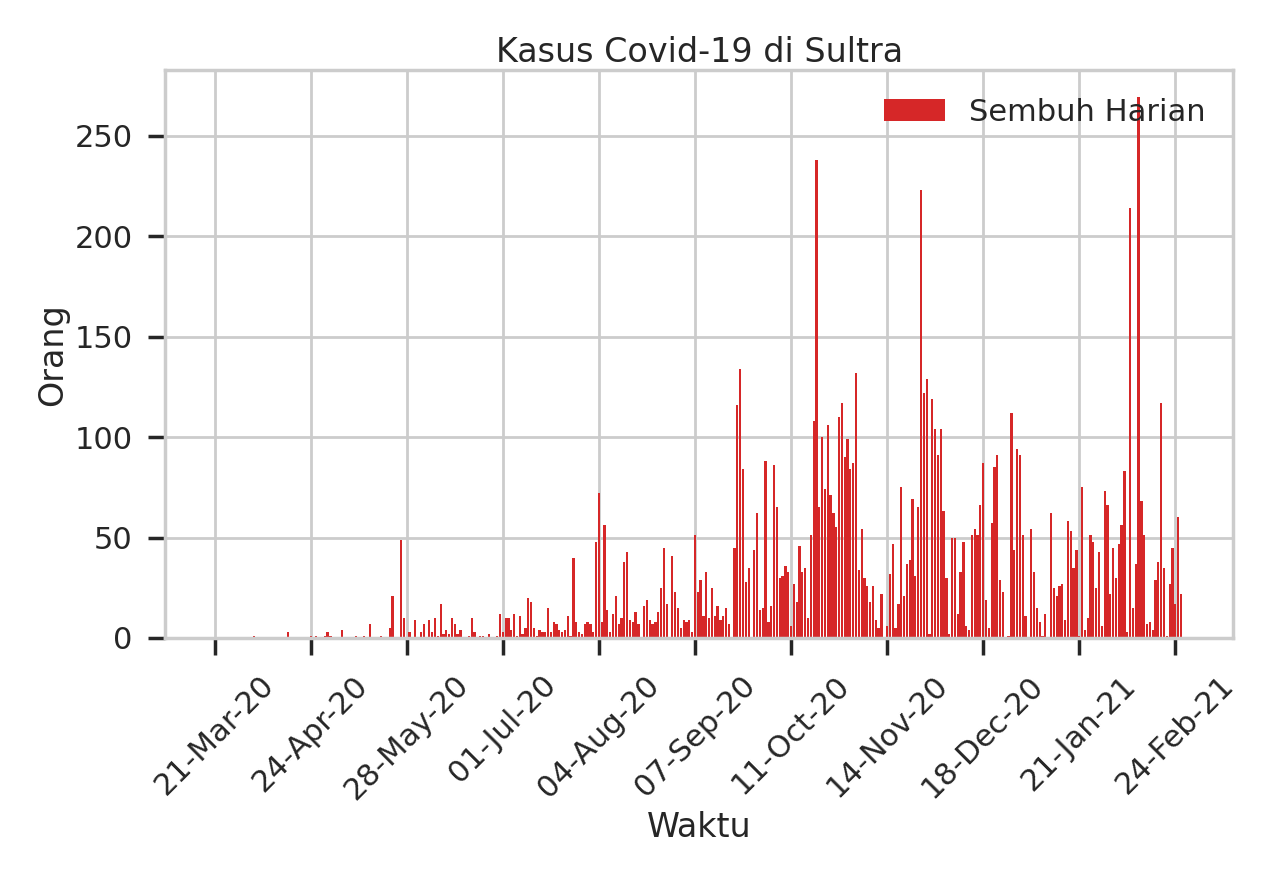 Kasus Covid-19 di Sultra
Sembuh Harian
250
200
150
100
50
0
Orang
21-Mar-20
24-Apr-20
28-May-20
01-Jul-20
04-Aug-20
07-Sep-20
11-Oct-20
14-Nov-20
18-Dec-20
21-Jan-21
24-Feb-21
Waktu